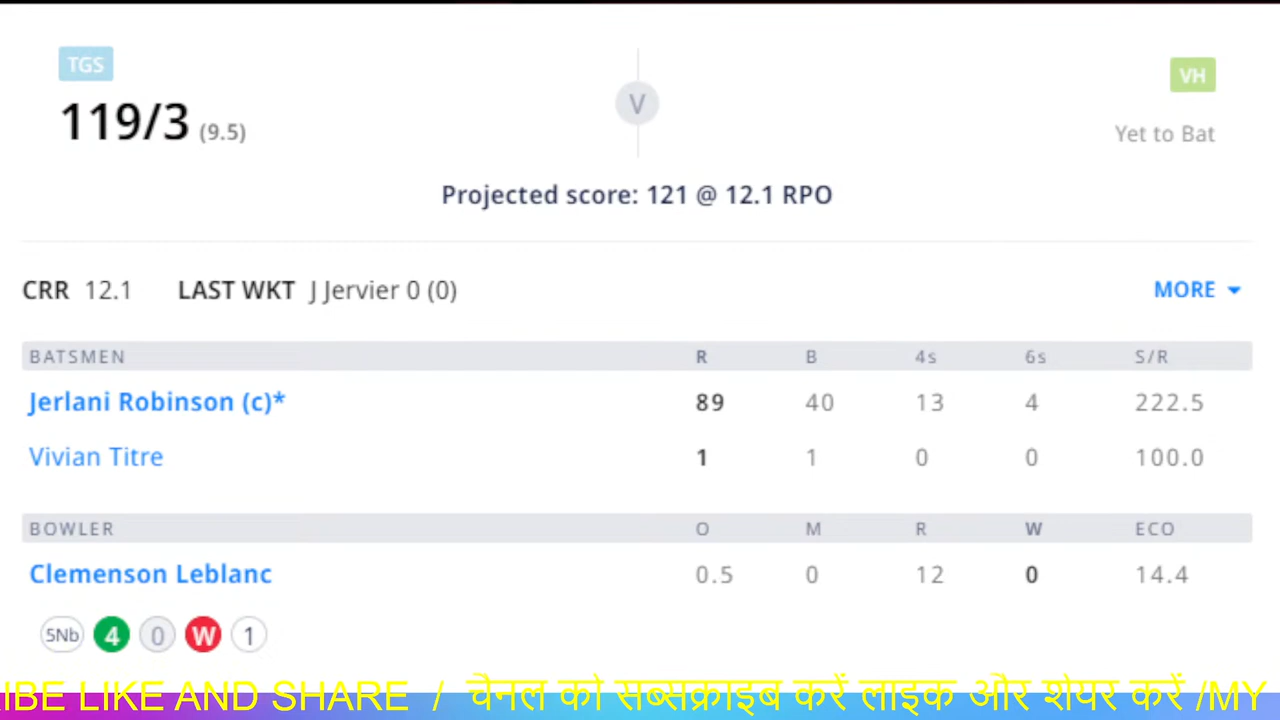 TGS
V
VH
119/3 (9.5)
Yet to Bat
Projected score: 121 @ 12.1 RPO
CRR 12.1 LAST WKT J Jervier 0 (0) MORE
BATSMEN R B 4s 6s S/R
Jerlani Robinson (c)* 89 40 13 4 222.5
Vivian Titre 1 1 0 0 100.0
BOWLER O M R W ECO
Clemenson Leblanc 0.5 0 12 0 14.4
5Nb 4 0 W 1
IBE LIKE AND SHARE / चेनल को सब्सक्राइब करें लाइक और शेयर करें /MY